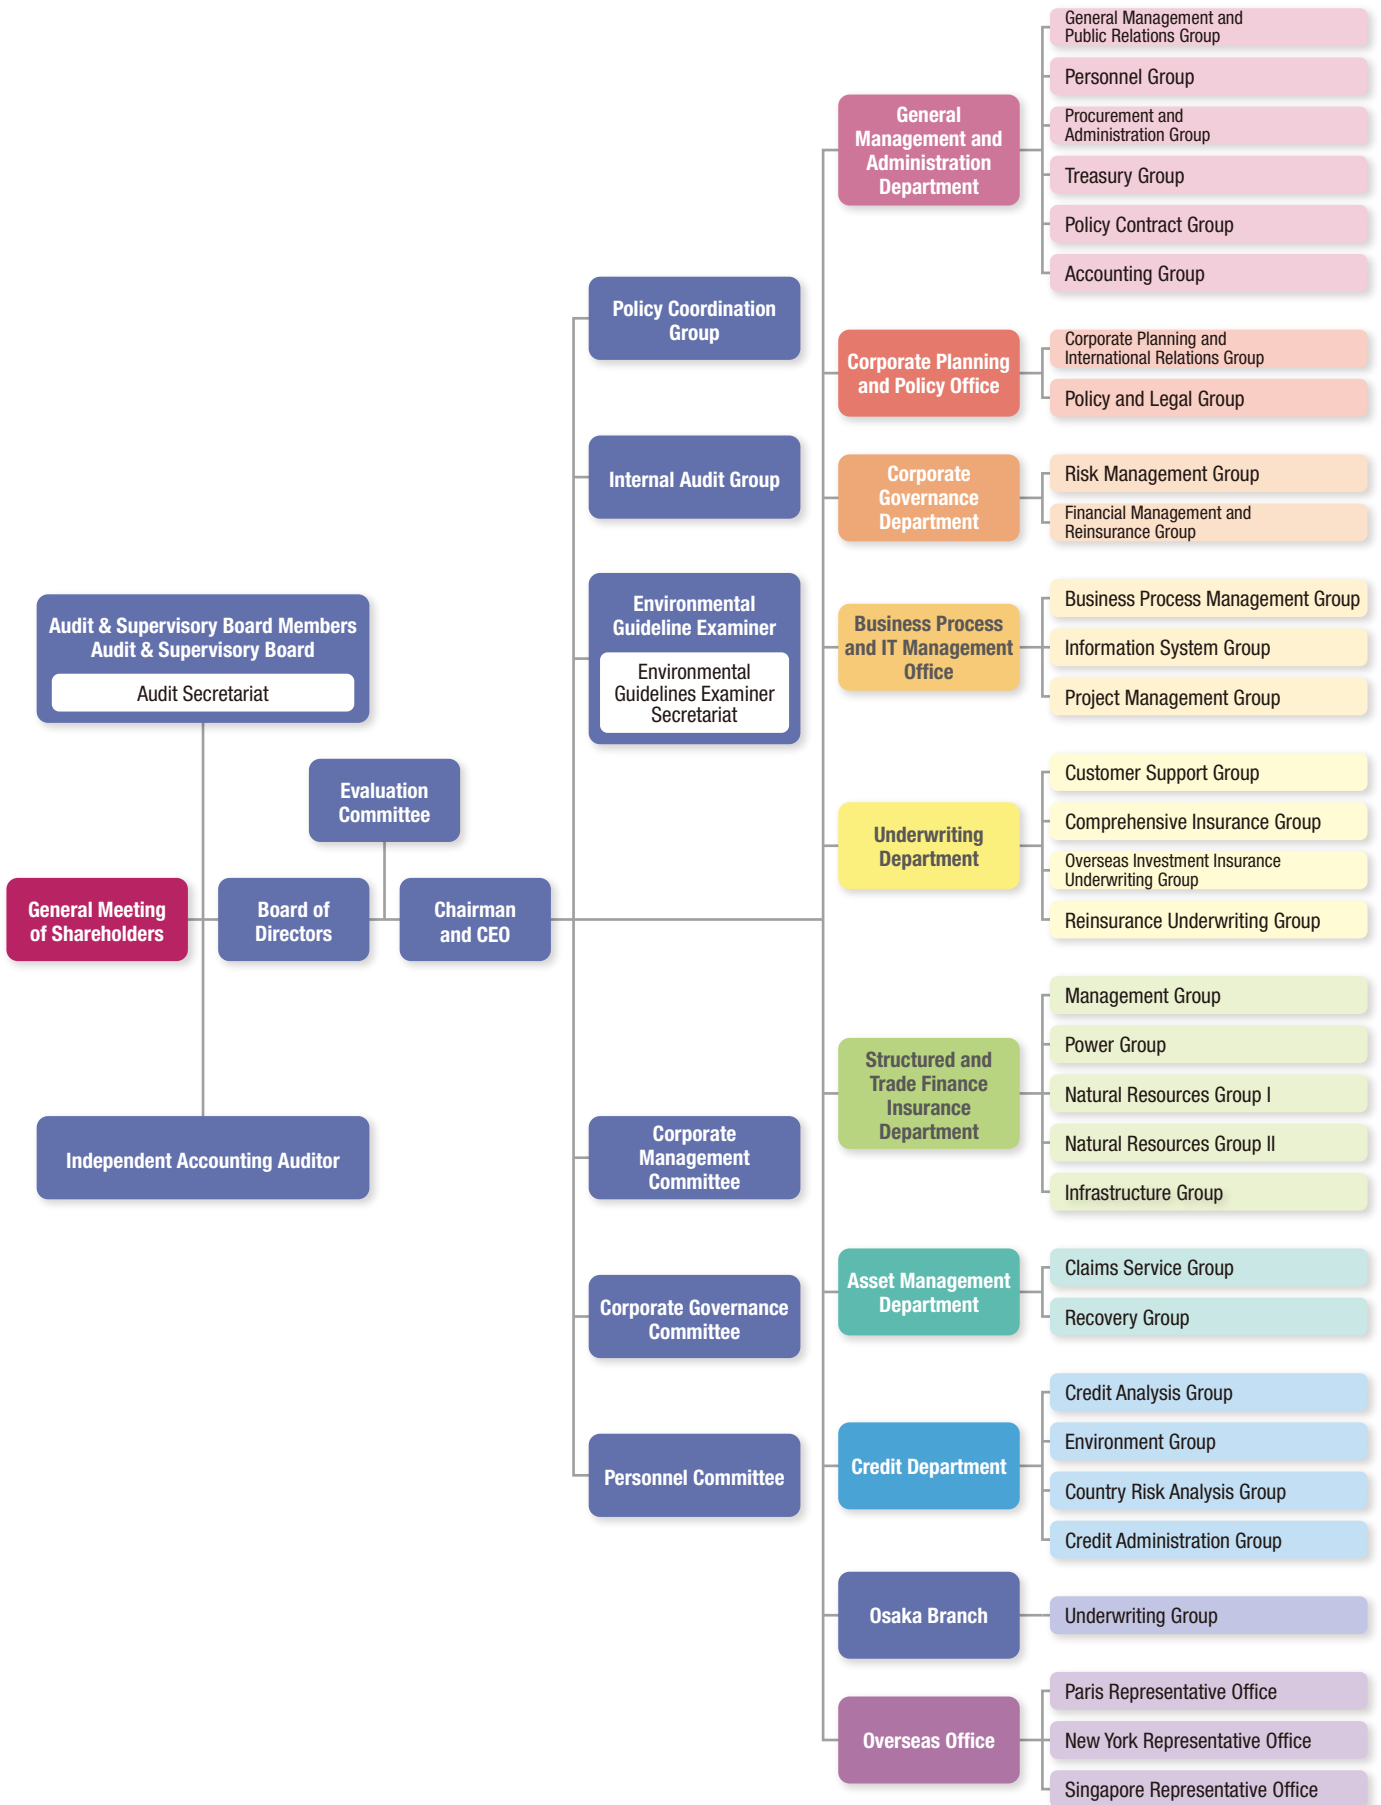 General Meeting
of Shareholders
Audit & Supervisory Board Members
Audit & Supervisory Board
Audit Secretariat
Independent Accounting Auditor
Board of
Directors
Evaluation
Committee
Chairman
and CEO
Policy Coordination
Group
Internal Audit Group
Environmental
Guideline Examiner
Environmental
Guidelines Examiner
Secretariat
Corporate
Management
Committee
Corporate Governance
Committee
Personnel Committee
General
Management and
Administration
Department
General Management and
Public Relations Group
Personnel Group
Procurement and
Administration Group
Treasury Group
Policy Contract Group
Accounting Group
Corporate Planning
and Policy Office
Corporate Planning and
International Relations Group
Policy and Legal Group
Corporate
Governance
Department
Risk Management Group
Financial Management and
Reinsurance Group
Business Process
and IT Management
Office
Business Process Management Group
Information System Group
Project Management Group
Underwriting
Department
Customer Support Group
Comprehensive Insurance Group
Overseas Investment Insurance
Underwriting Group
Reinsurance Underwriting Group
Structured and
Trade Finance
Insurance
Department
Management Group
Power Group
Natural Resources Group I
Natural Resources Group II
Infrastructure Group
Asset Management
Department
Claims Service Group
Recovery Group
Credit Department
Credit Analysis Group
Environment Group
Country Risk Analysis Group
Credit Administration Group
Osaka Branch
Underwriting Group
Overseas Office
Paris Representative Office
New York Representative Office
Singapore Representative Office